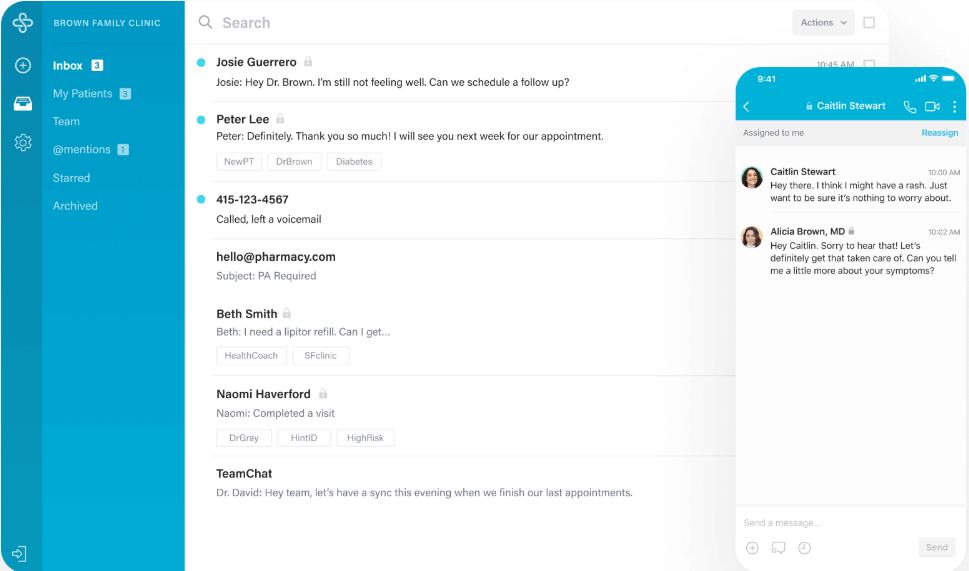 BROWN FAMILY CLINIC
Inbox 3
My Patients 3
Team
@mentions 1
Starred
Archived
Search
Actions
10:45 AM
Josie Guerrero
Josie: Hey Dr. Brown. I'm still not feeling well. Can we schedule a follow up?
Peter Lee
Peter: Definitely. Thank you so much! I will see you next week for our appointment.
NewPT DrBrown Diabetes
415-123-4567
Called, left a voicemail
hello@pharmacy.com
Subject: PA Required
Beth Smith
Beth: I need a lipitor refill. Can I get...
HealthCoach SFclinic
Naomi Haverford
Naomi: Completed a visit
DrGray HintID HighRisk
TeamChat
Dr. David: Hey team, let's have a sync this evening when we finish our last appointments.
9:41
Caitlin Stewart
Assigned to me Reassign
Caitlin Stewart 10:00 AM
Hey there. I think I might have a rash. Just
want to be sure it's nothing to worry about.
Alicia Brown, MD 10:02 AM
Hey Caitlin. Sorry to hear that! Let's
definitely get that taken care of. Can you tell
me a little more about your symptoms?
Send a message...
Send